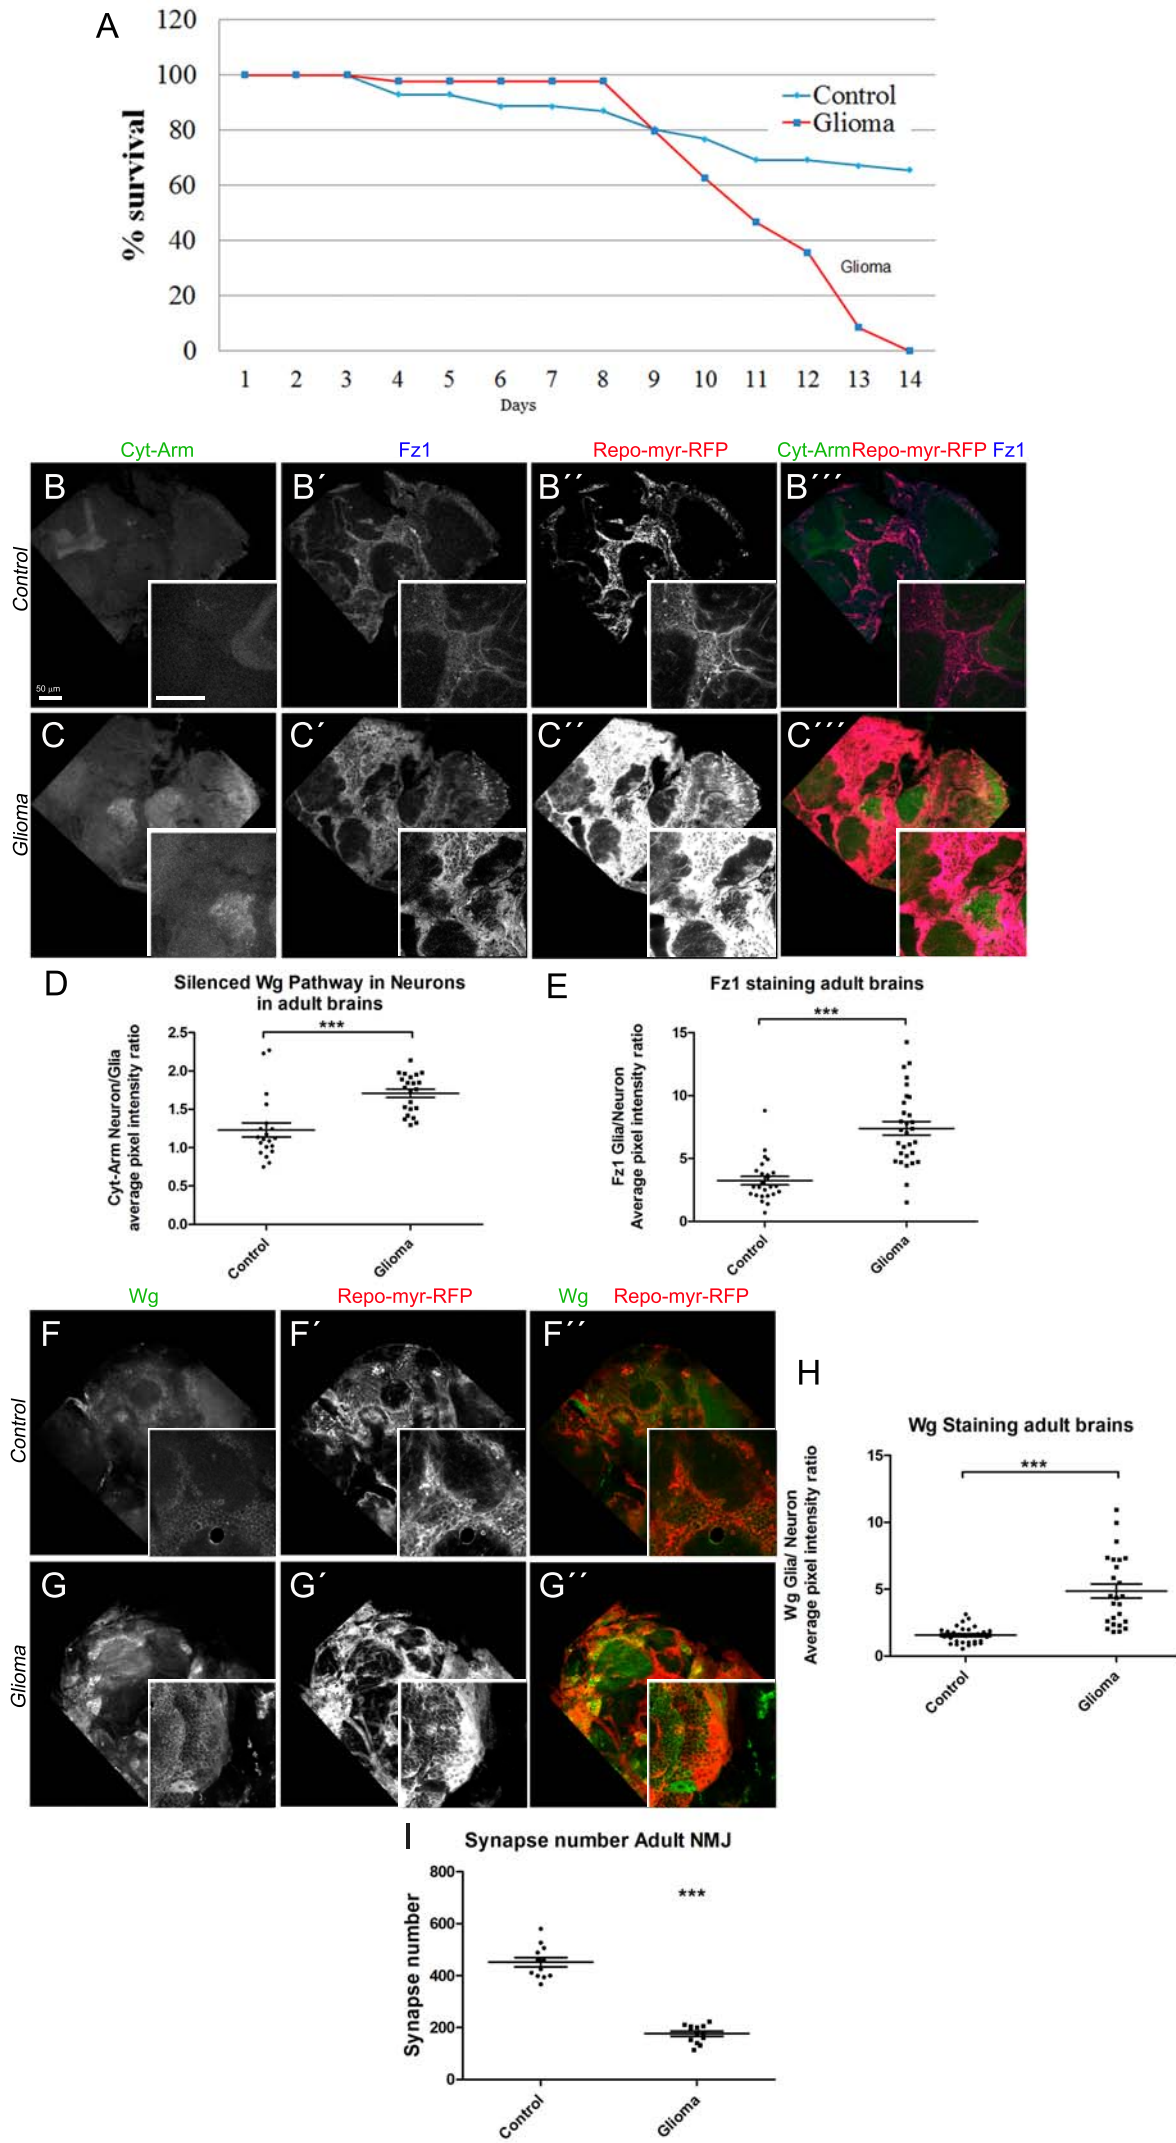 A
120
100
80
60
40
20
0
% survival
Control
Glioma
Glioma
1 2 3 4 5 6 7 8 9 10 11 12 13 14
Days
Cyt-Arm Fz1 Repo-myr-RFP Cyt-ArmRepo-myr-RFP Fz1
Control
B B´ B´´ B´´´
50 µm
Glioma
C C´ C´´ C´´´
D
Silenced Wg Pathway in Neurons
in adult brains
***
Cyt-Arm Neuron/Glia
average pixel intensity ratio
2.5
2.0
1.5
1.0
0.5
0.0
Control Glioma
E
Fz1 staining adult brains
***
Fz1 Glia/Neuron
Average pixel intensity ratio
15
10
5
0
Control Glioma
Wg Repo-myr-RFP Wg Repo-myr-RFP
Control
F F´ F´´
Glioma
G G´ G´´
H
Wg Staining adult brains
***
Wg Glia/ Neuron
Average pixel intensity ratio
15
10
5
0
Control Glioma
I
Synapse number Adult NMJ
***
Synapse number
800
600
400
200
0
Control Glioma